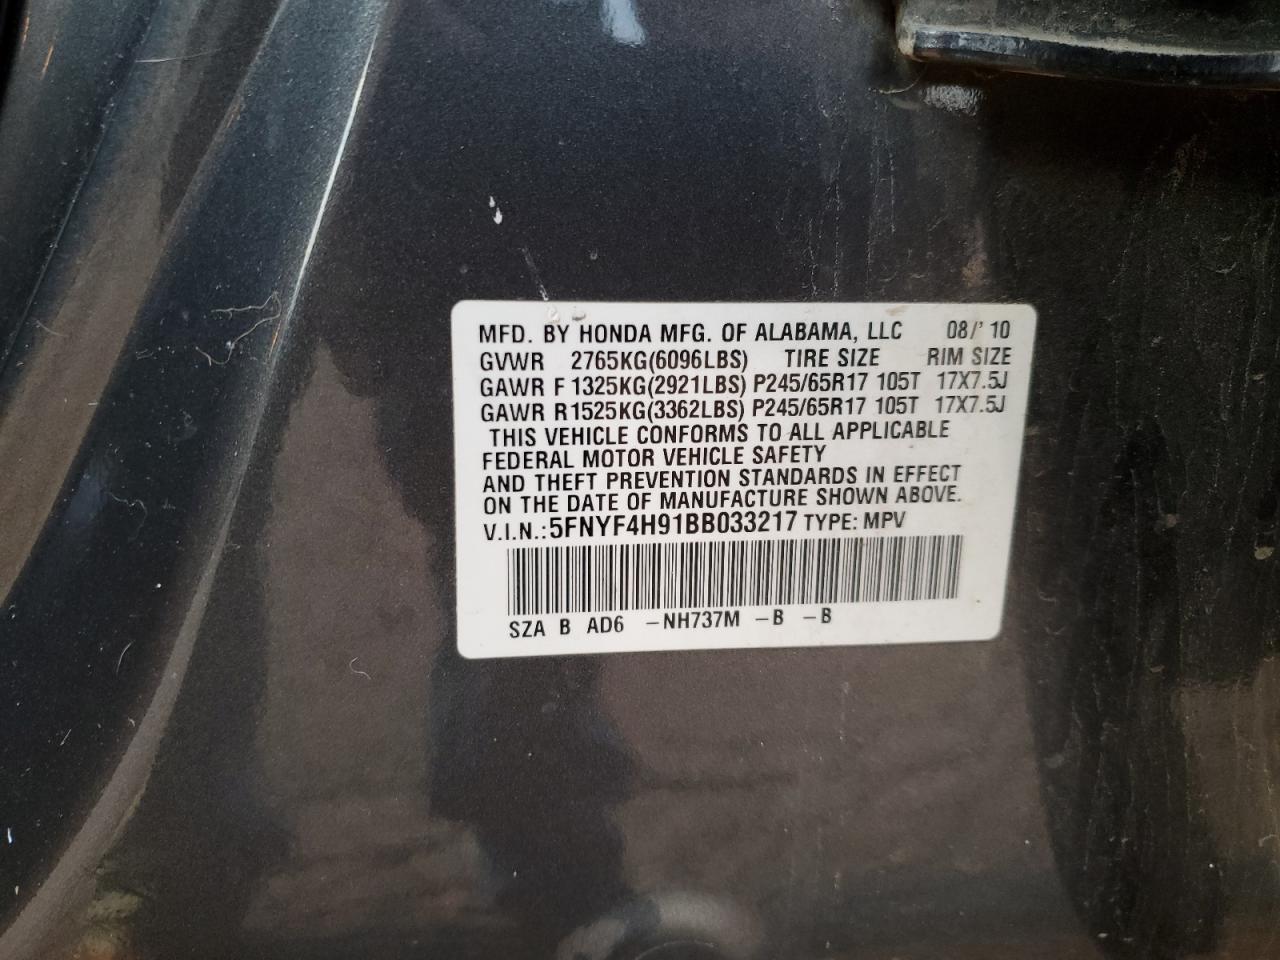 MFD. BY HONDA MFG. OF ALABAMA, LLC 08/'10
GVWR 2765KG(6096LBS) TIRE SIZE RIM SIZE
GAWR F 1325KG(2921LBS) P245/65R17 105T 17X7.5J
GAWR R1525KG(3362LBS) P245/65R17 105T 17X7.5J
THIS VEHICLE CONFORMS TO ALL APPLICABLE
FEDERAL MOTOR VEHICLE SAFETY
AND THEFT PREVENTION STANDARDS IN EFFECT
ON THE DATE OF MANUFACTURE SHOWN ABOVE.
V.I.N.:5FNYF4H91BB033217 TYPE: MPV
SZA B AD6 -NH737M -B -B